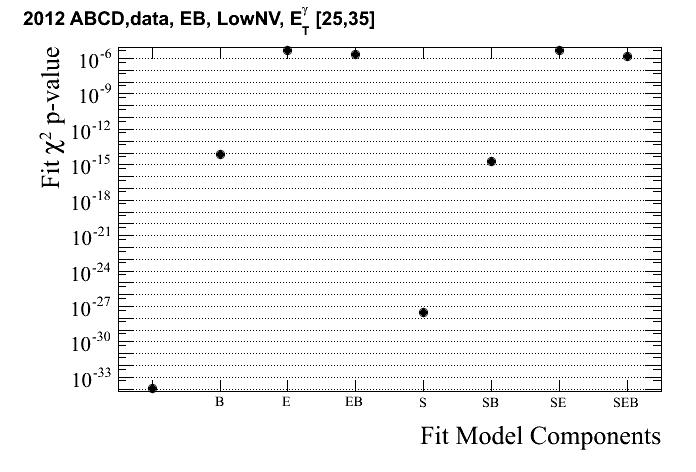 2012 ABCD,data, EB, LowNV, E_T^γ [25,35]
Fit χ² p-value
10⁻⁶
10⁻⁹
10⁻¹²
10⁻¹⁵
10⁻¹⁸
10⁻²¹
10⁻²⁴
10⁻²⁷
10⁻³⁰
10⁻³³
B E EB S SB SE SEB
Fit Model Components